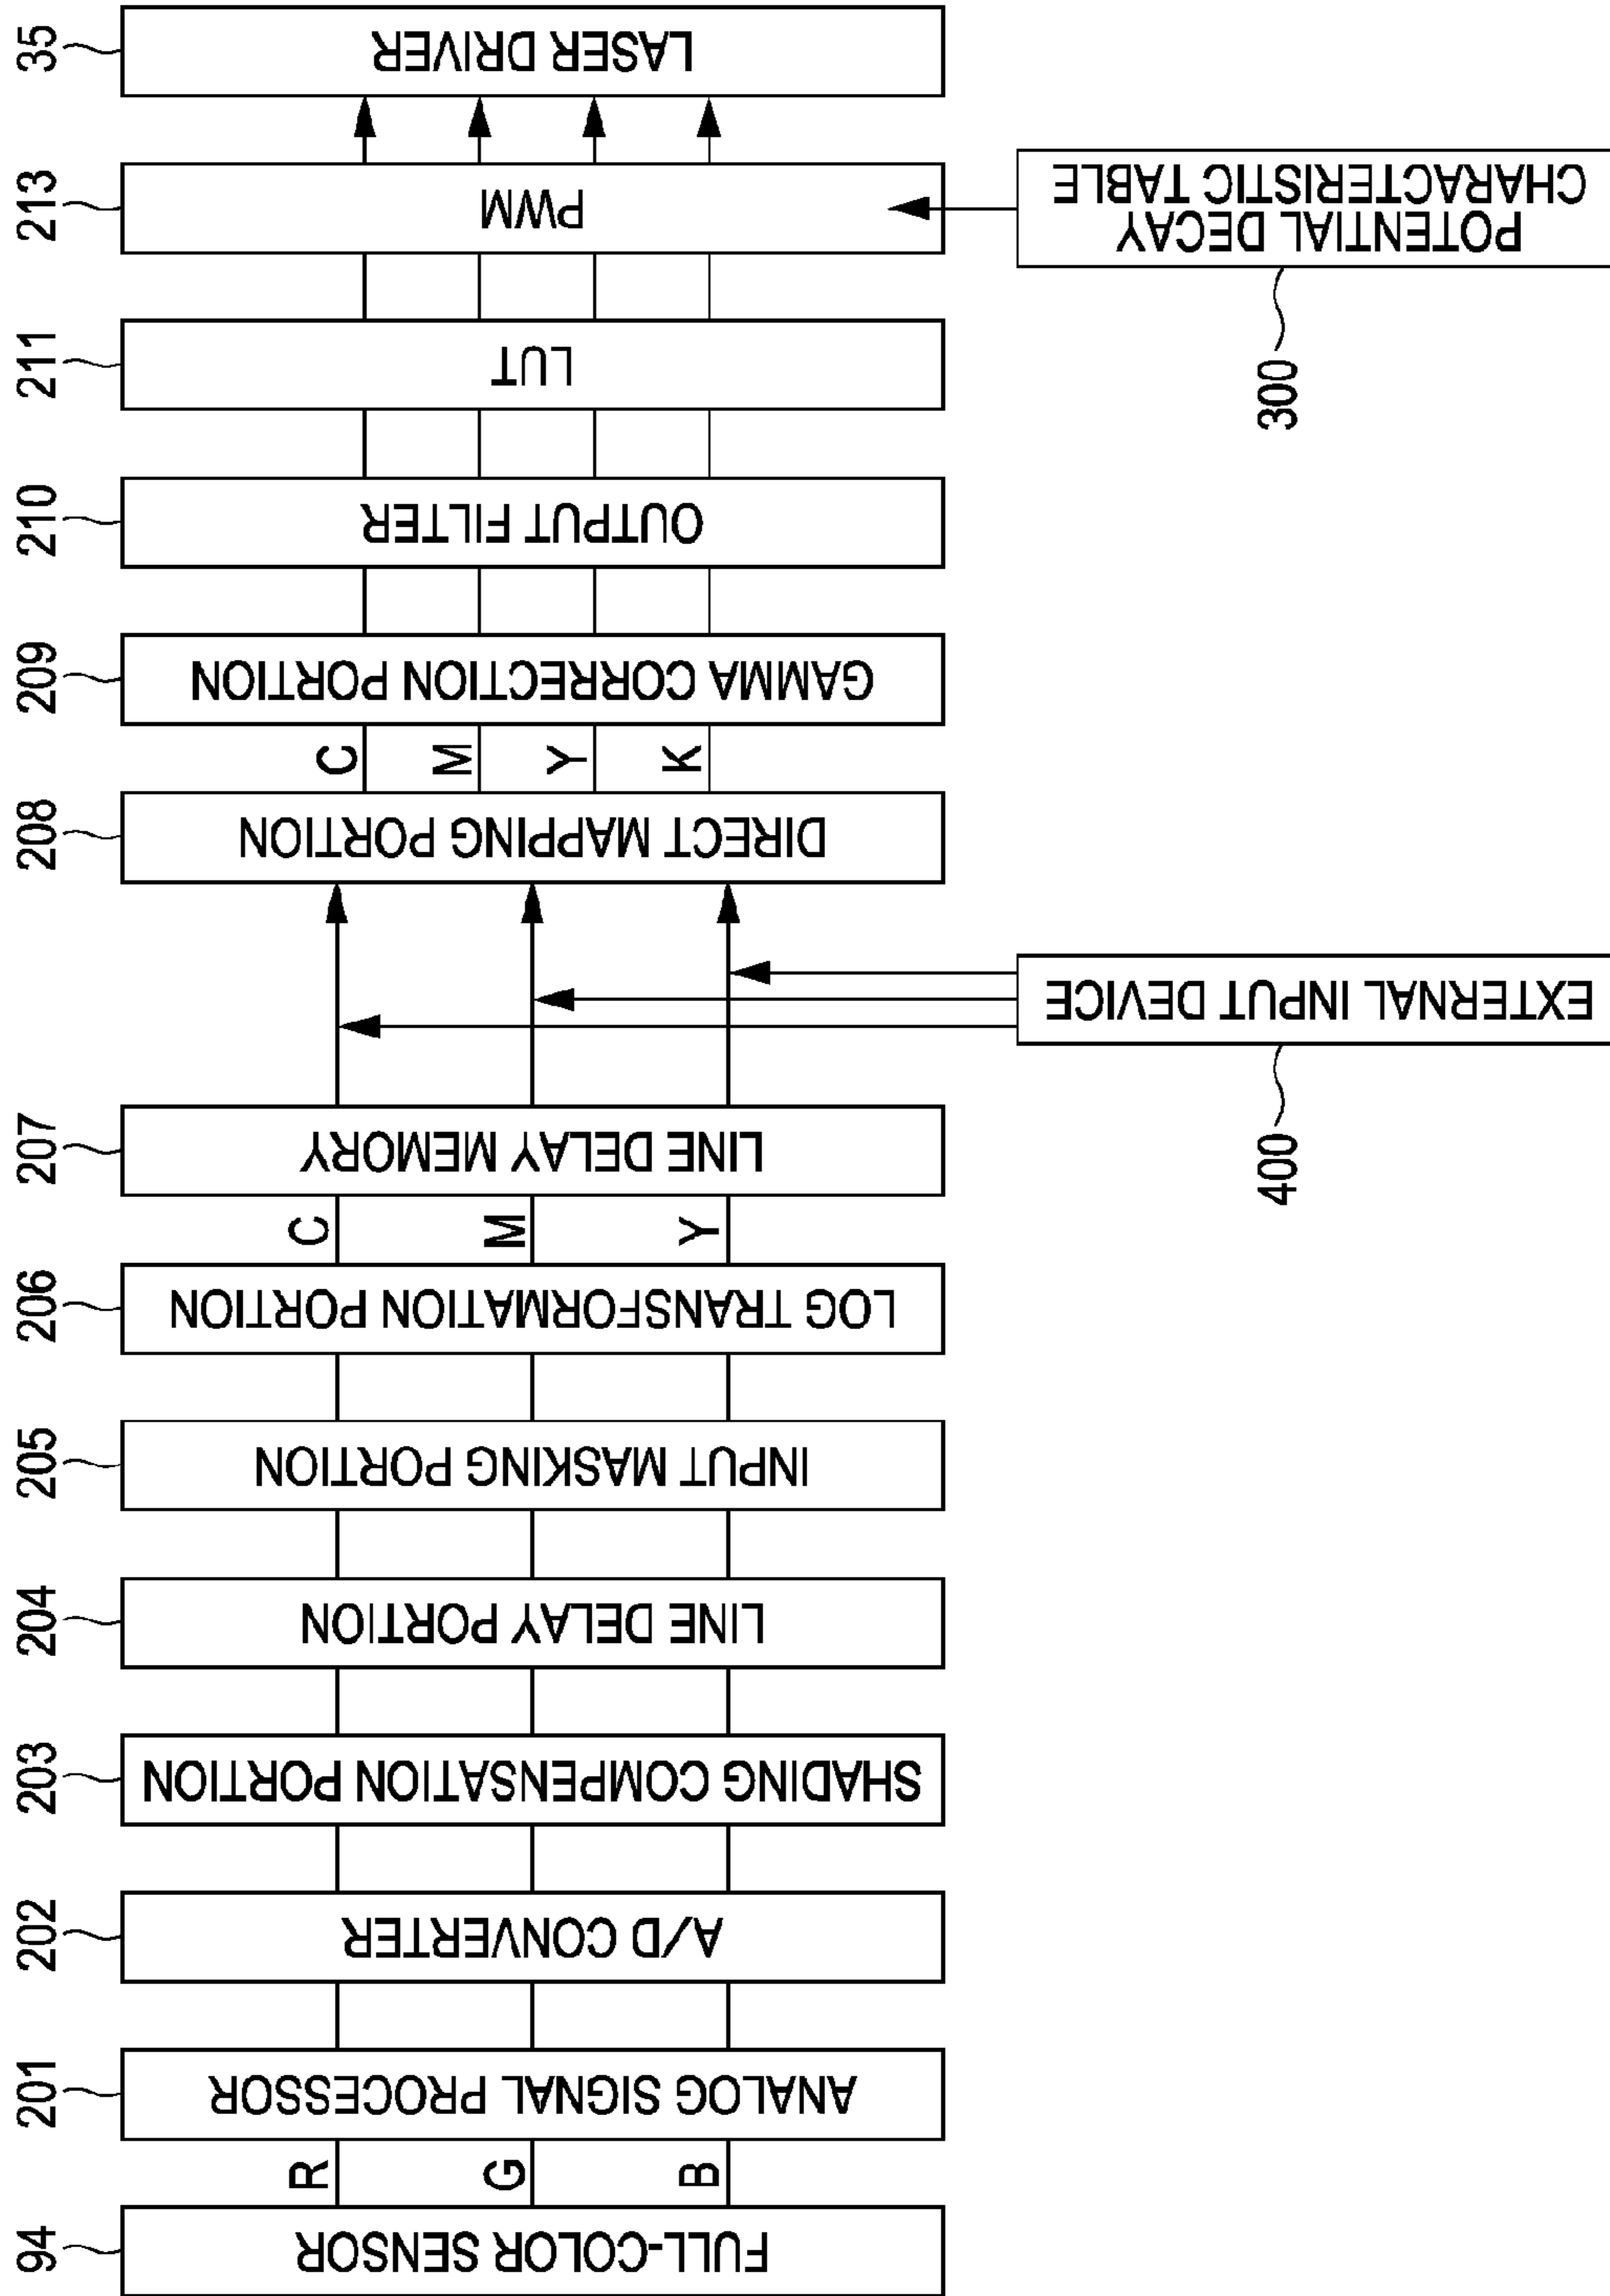 94
FULL-COLOR SENSOR
R
G
B
201
ANALOG SIGNAL PROCESSOR
202
A/D CONVERTER
203
SHADING COMPENSATION PORTION
204
LINE DELAY PORTION
205
INPUT MASKING PORTION
206
LOG TRANSFORMATION PORTION
C
M
Y
207
LINE DELAY MEMORY
400
EXTERNAL INPUT DEVICE
208
DIRECT MAPPING PORTION
C
M
Y
K
209
GAMMA CORRECTION PORTION
210
OUTPUT FILTER
211
LUT
213
PWM
300
POTENTIAL DECAY
CHARACTERISTIC TABLE
35
LASER DRIVER